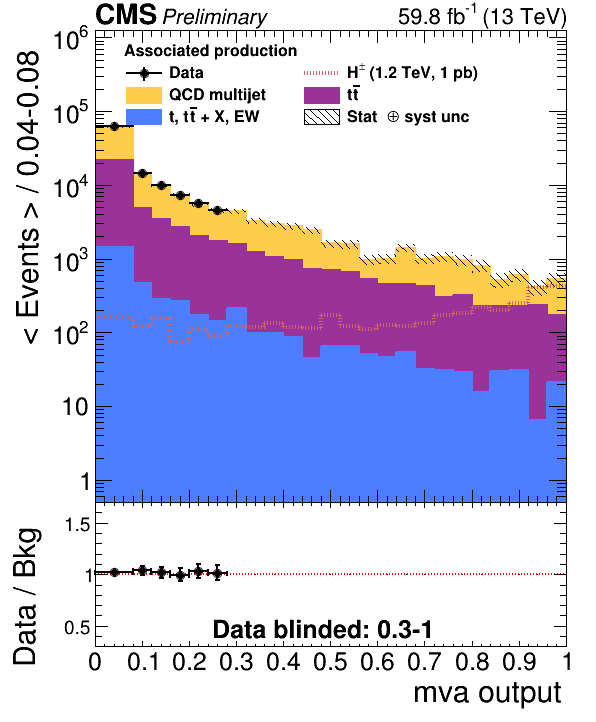 CMS Preliminary 59.8 fb⁻¹ (13 TeV)
Associated production
Data
H± (1.2 TeV, 1 pb)
QCD multijet
tt̄
t, tt̄ + X, EW
Stat ⊕ syst unc
< Events > / 0.04-0.08
10⁶
10⁵
10⁴
10³
10²
10
1
Data / Bkg
1.5
1
0.5
Data blinded: 0.3-1
0 0.1 0.2 0.3 0.4 0.5 0.6 0.7 0.8 0.9 1
mva output